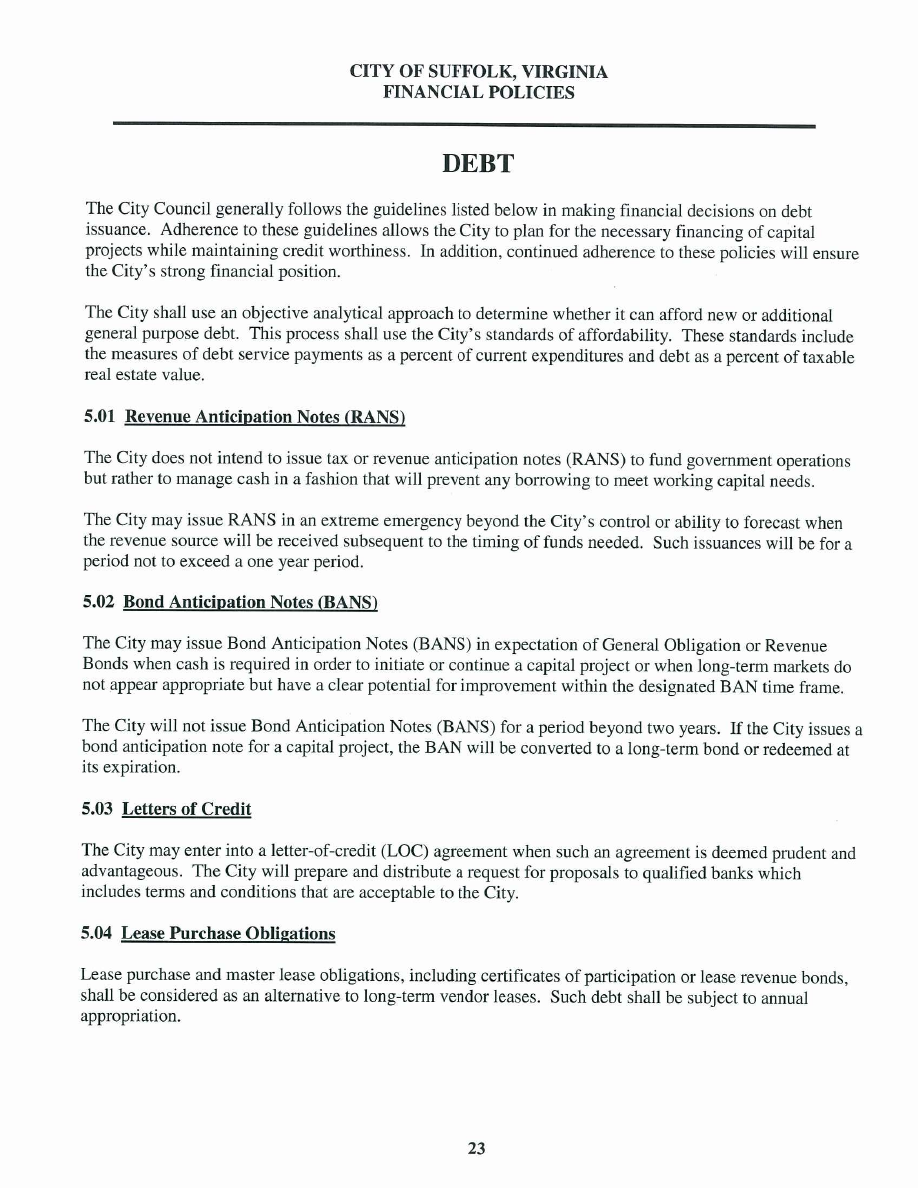 CITY OF SUFFOLK, VIRGINIA
FINANCIAL POLICIES
DEBT
The City Council generally follows the guidelines listed below in making financial decisions on debt
issuance. Adherence to these guidelines allows the City to plan for the necessary financing of capital
projects while maintaining credit worthiness. In addition, continued adherence to these policies will ensure
the City's strong financial position.
The City shall use an objective analytical approach to determine whether it can afford new or additional
general purpose debt. This process shall use the City's standards of affordability. These standards include
the measures of debt service payments as a percent of current expenditures and debt as a percent of taxable
real estate value.
5.01 Revenue Anticipation Notes (RANS)
The City does not intend to issue tax or revenue anticipation notes (RANS) to fund government operations
but rather to manage cash in a fashion that will prevent any borrowing to meet working capital needs.
The City may issue RANS in an extreme emergency beyond the City's control or ability to forecast when
the revenue source will be received subsequent to the timing of funds needed. Such issuances will be for a
period not to exceed a one year period.
5.02 Bond Anticipation Notes (BANS)
The City may issue Bond Anticipation Notes (BANS) in expectation of General Obligation or Revenue
Bonds when cash is required in order to initiate or continue a capital project or when long-term markets do
not appear appropriate but have a clear potential for improvement within the designated BAN time frame.
The City will not issue Bond Anticipation Notes (BANS) for a period beyond two years. If the City issues a
bond anticipation note for a capital project, the BAN will be converted to a long-term bond or redeemed at
its expiration.
5.03 Letters of Credit
The City may enter into a letter-of-credit (LOC) agreement when such an agreement is deemed prudent and
advantageous. The City will prepare and distribute a request for proposals to qualified banks which
includes terms and conditions that are acceptable to the City.
5.04 Lease Purchase Obligations
Lease purchase and master lease obligations, including certificates of participation or lease revenue bonds,
shall be considered as an alternative to long-term vendor leases. Such debt shall be subject to annual
appropriation.
23